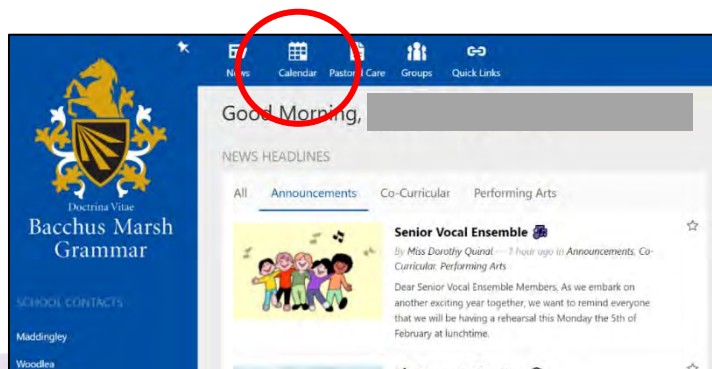 News Calendar Pastoral Care Groups Quick Links
Doctrina Vitae
Bacchus Marsh
Grammar
SCHOOL CONTACTS
Maddingley
Woodlea
Good Morning,
NEWS HEADLINES
All Announcements Co-Curricular Performing Arts
Senior Vocal Ensemble
By Miss Dorothy Quinal — 1 hour ago in Announcements, Co-
Curricular, Performing Arts
Dear Senior Vocal Ensemble Members, As we embark on
another exciting year together, we want to remind everyone
that we will be having a rehearsal this Monday the 5th of
February at lunchtime.